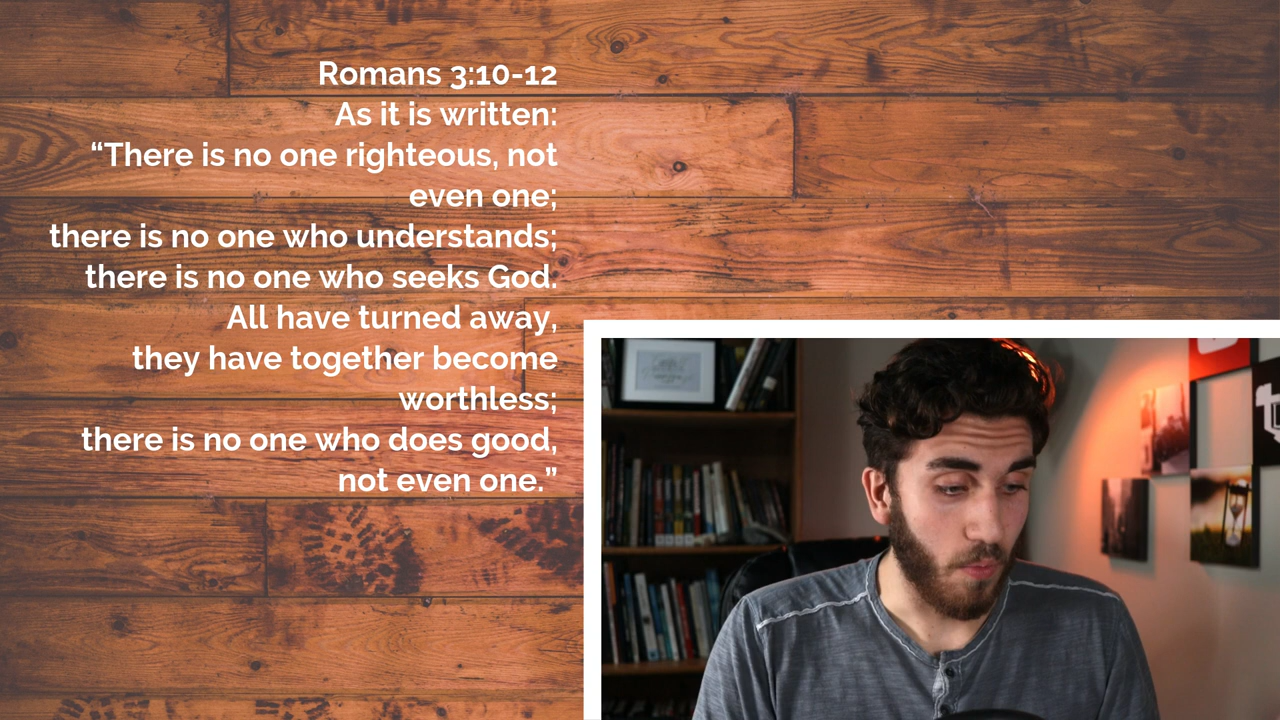 Romans 3:10-12
As it is written:
“There is no one righteous, not
even one;
there is no one who understands;
there is no one who seeks God.
All have turned away,
they have together become
worthless;
there is no one who does good,
not even one.”